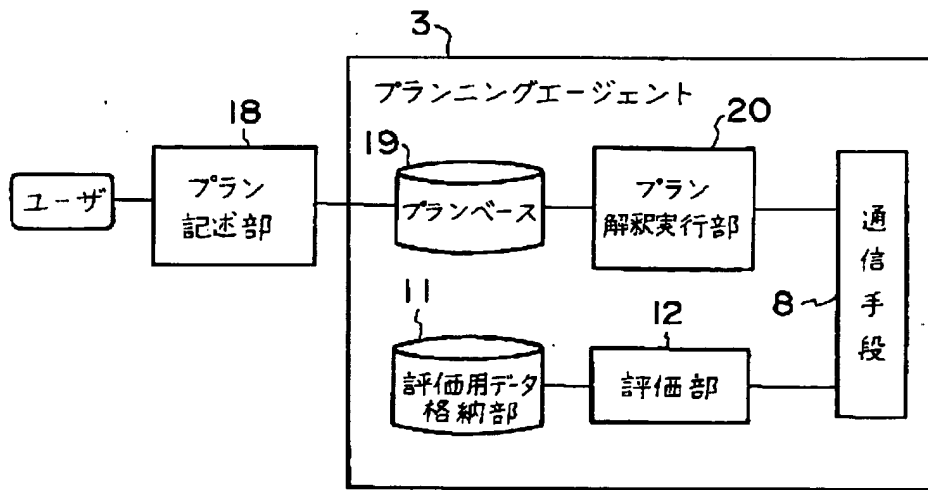 3
プランニングエージェント
18
19
20
ユーザ
プラン
記述部
プランベース
プラン
解釈実行部
通信手段
8
11
12
評価用データ
格納部
評価部